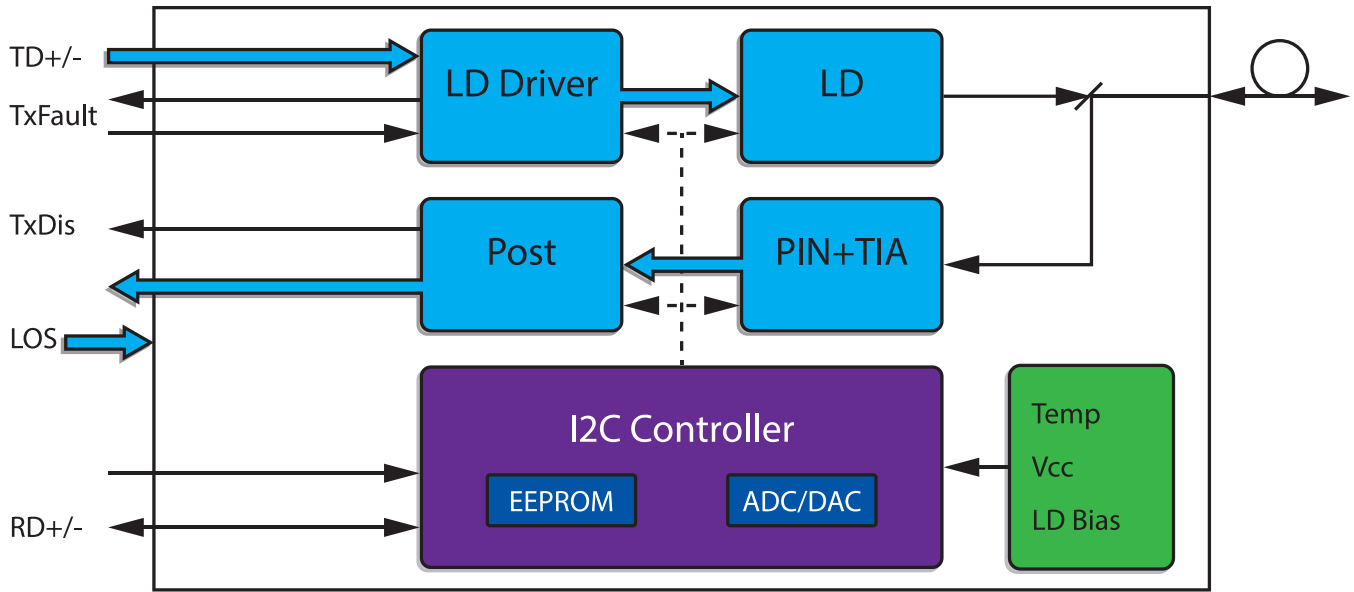 TD+/-
TxFault
TxDis
LOS
RD+/-
LD Driver
LD
Post
PIN+TIA
I2C Controller
EEPROM
ADC/DAC
Temp
Vcc
LD Bias